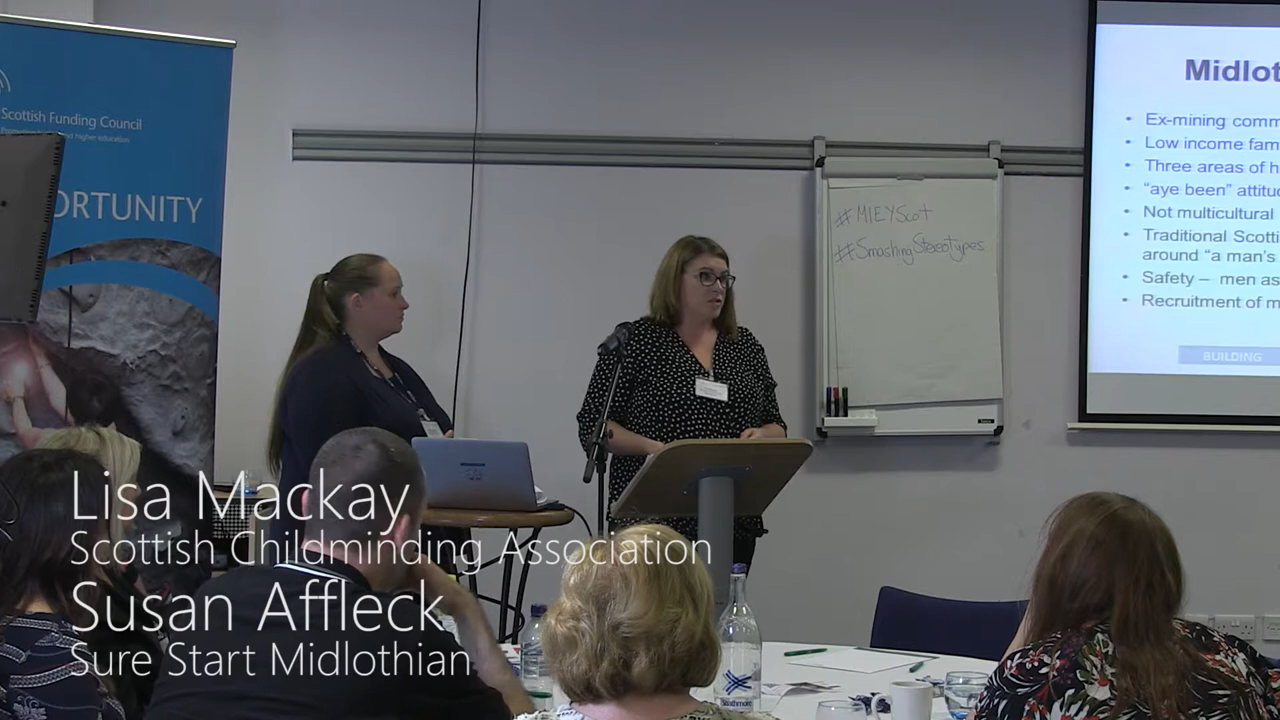 Scottish Funding Council
ORTUNITY
#MIEYScot
#SmashingStereotypes
Midlot
• Ex-mining comm
• Low income fam
• Three areas of h
• "aye been" attitud
• Not multicultural
• Traditional Scotti
around "a man's
• Safety – men as
• Recruitment of m
BUILDING
Lisa Mackay
Scottish Childminding Association
Susan Affleck
Sure Start Midlothian
Strathmore